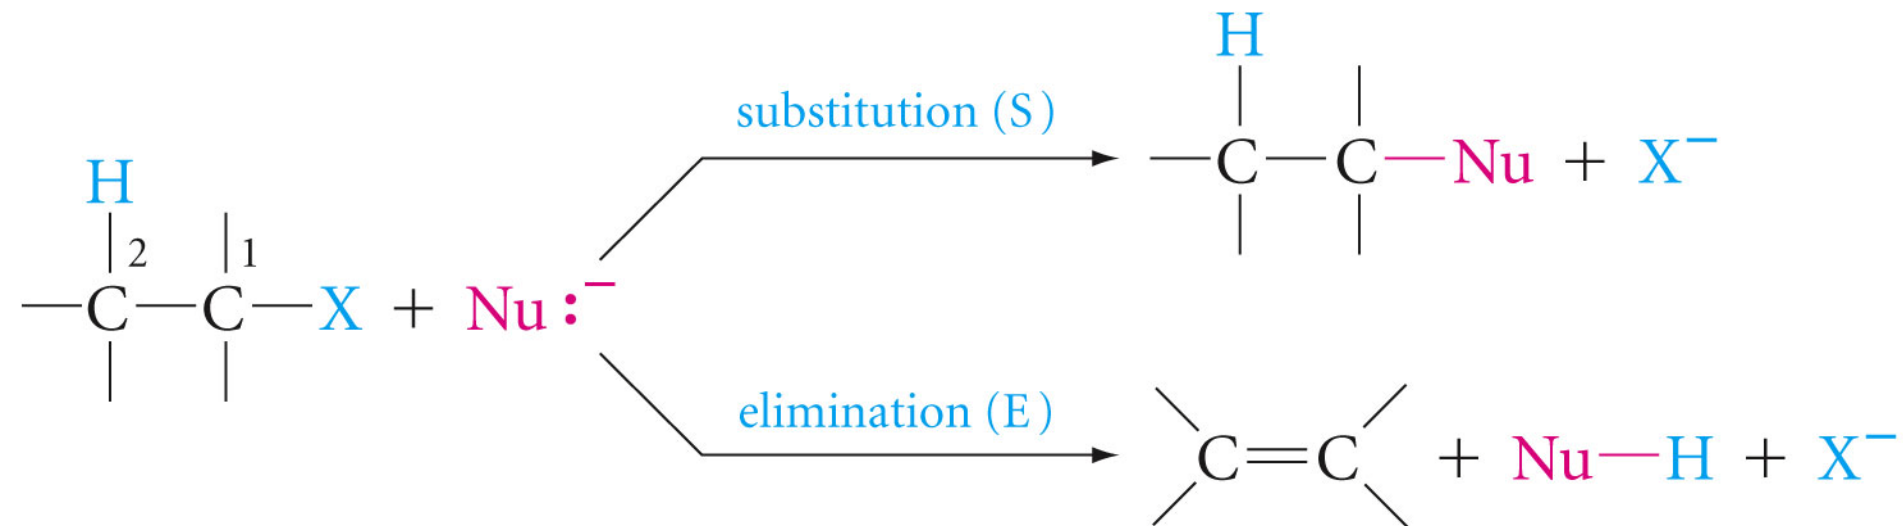 H
substitution (S)
—C—C—Nu + X⁻
H
2 1
—C—C—X + Nu:⁻
elimination (E)
C=C + Nu—H + X⁻